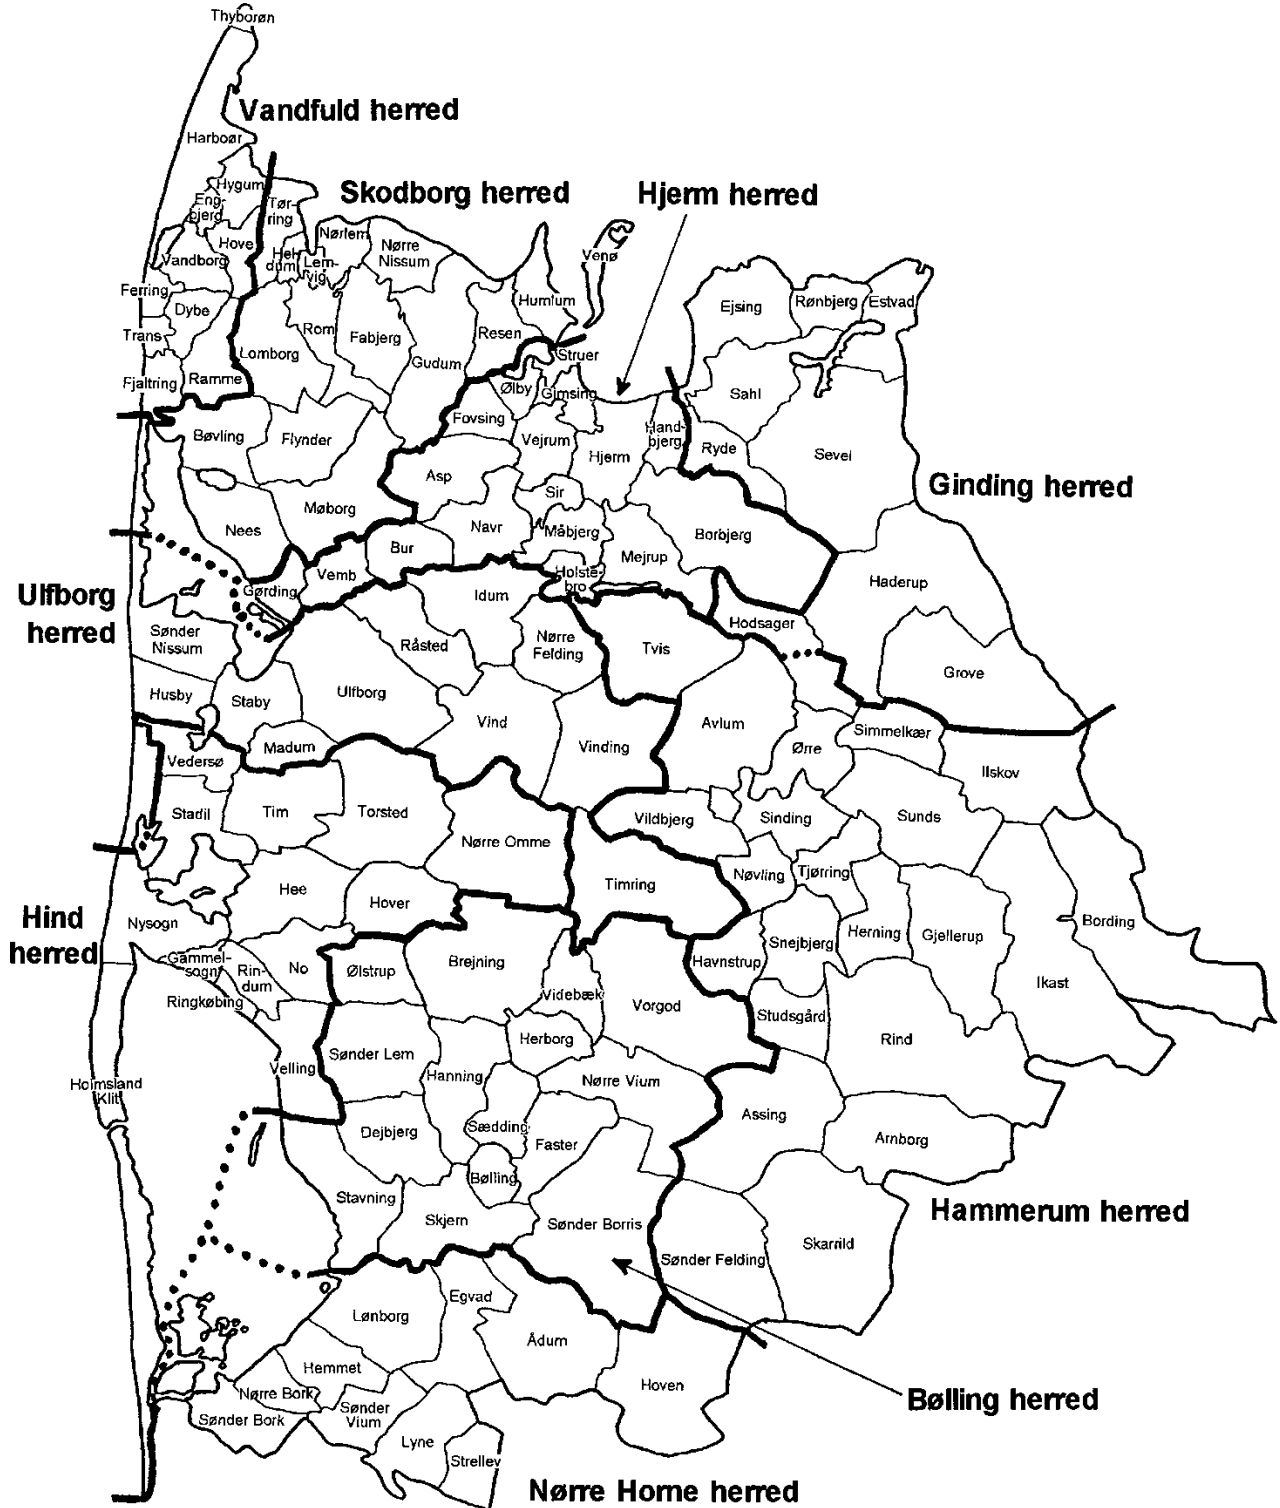 Thyborøn
Vandfuld herred
Harboør
Hygum
Skodborg herred
Hjerm herred
Eng-
bjerd
Tør-
ring
Nørlem
Hove
Nørre
Nissum
Vandborg
Hel-
dum
Lem-
vig
Venø
Ferring
Dybe
Humlum
Ejsing
Rønbjerg
Estvad
Trans
Rom
Fabjerg
Resen
Lomborg
Struer
Gudum
Fjaltring
Ramme
Ølby
Gimsing
Sahl
Fovsing
Bøvling
Flynder
Vejrum
Hand-
bjerg
Ryde
Hjerm
Sevel
Asp
Ginding herred
Sir
Møborg
Nees
Navr
Måbjerg
Borbjerg
Bur
Mejrup
Vemb
Holste-
bro
Haderup
Gørding
Idum
Ulfborg
herred
Hodsager
Sønder
Nissum
Råsted
Nørre
Felding
Tvis
Grove
Husby
Staby
Ulfborg
Vind
Avlum
Simmelkær
Madum
Vinding
Ørre
Vedersø
Ilskov
Stadil
Tim
Torsted
Vildbjerg
Sinding
Sunds
Nørre Omme
Nøvling
Tjørring
Timring
Hee
Hover
Hind
herred
Nysogn
Bording
Snejbjerg
Herning
Gjellerup
Gammel-
sogn
Rin-
dum
No
Ølstrup
Brejning
Havnstrup
Ikast
Ringkøbing
Videbæk
Vorgod
Studsgård
Herborg
Rind
Sønder Lem
Velling
Hanning
Nørre Vium
Holmsland
Klit
Assing
Sædding
Dejbjerg
Faster
Arnborg
Bølling
Stavning
Skjern
Sønder Borris
Hammerum herred
Skarrild
Sønder Felding
Egvad
Lønborg
Ådum
Hemmet
Hoven
Nørre Bork
Bølling herred
Sønder Bork
Sønder
Vium
Lyne
Strellev
Nørre Horne herred